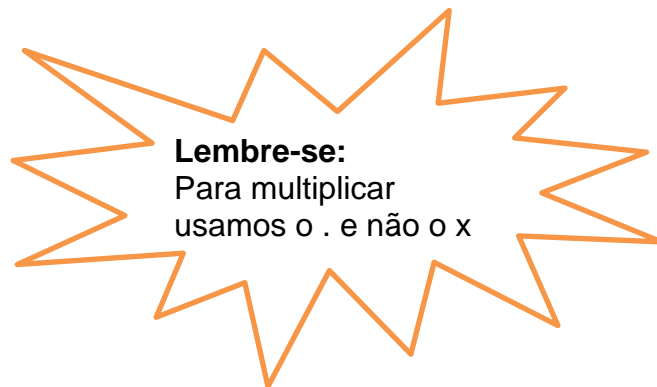 Lembre-se:
Para multiplicar
usamos o . e não o x